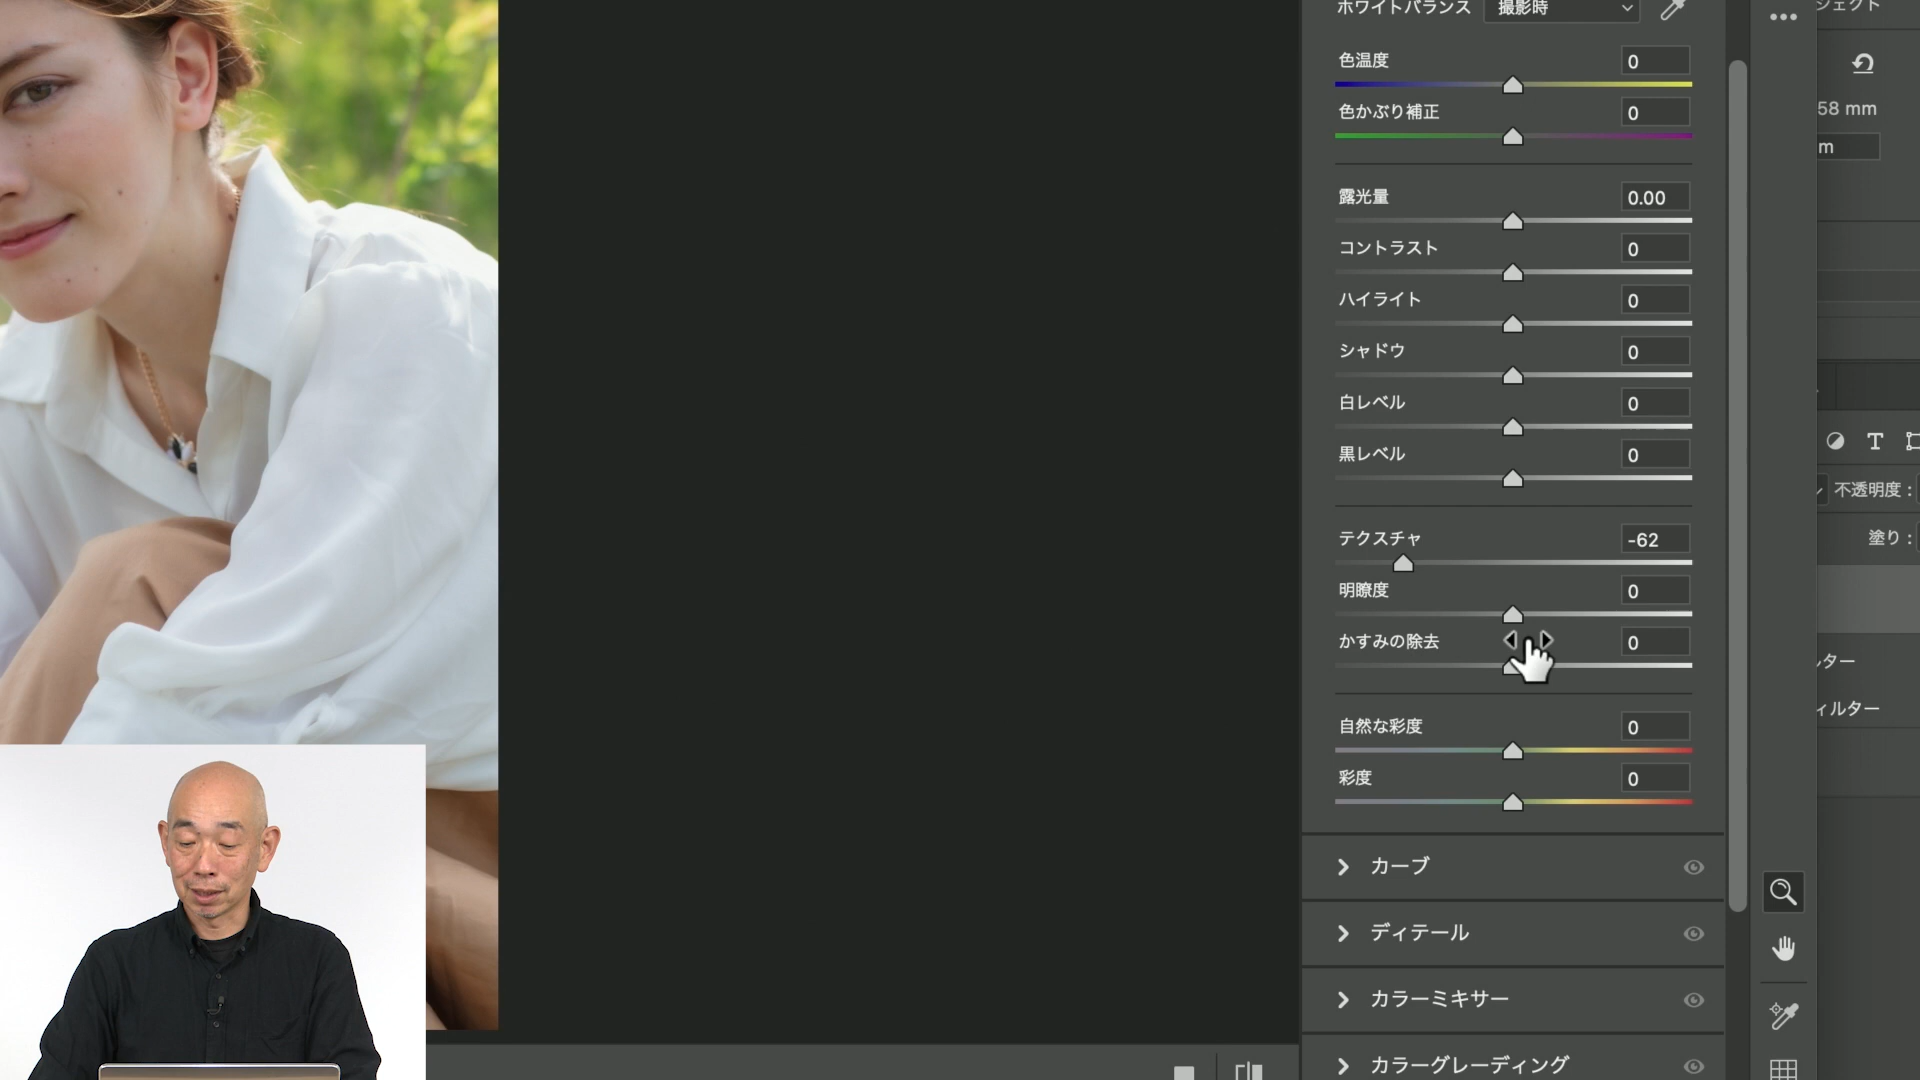 ホワイトバランス 撮影時
色温度 0
色かぶり補正 0
露光量 0.00
コントラスト 0
ハイライト 0
シャドウ 0
白レベル 0
黒レベル 0
テクスチャ -62
明瞭度 0
かすみの除去 0
自然な彩度 0
彩度 0
カーブ
ディテール
カラーミキサー
カラーグレーディング
ジェクト
58 mm
m
T
不透明度 :
塗り :
ルター
ィルター